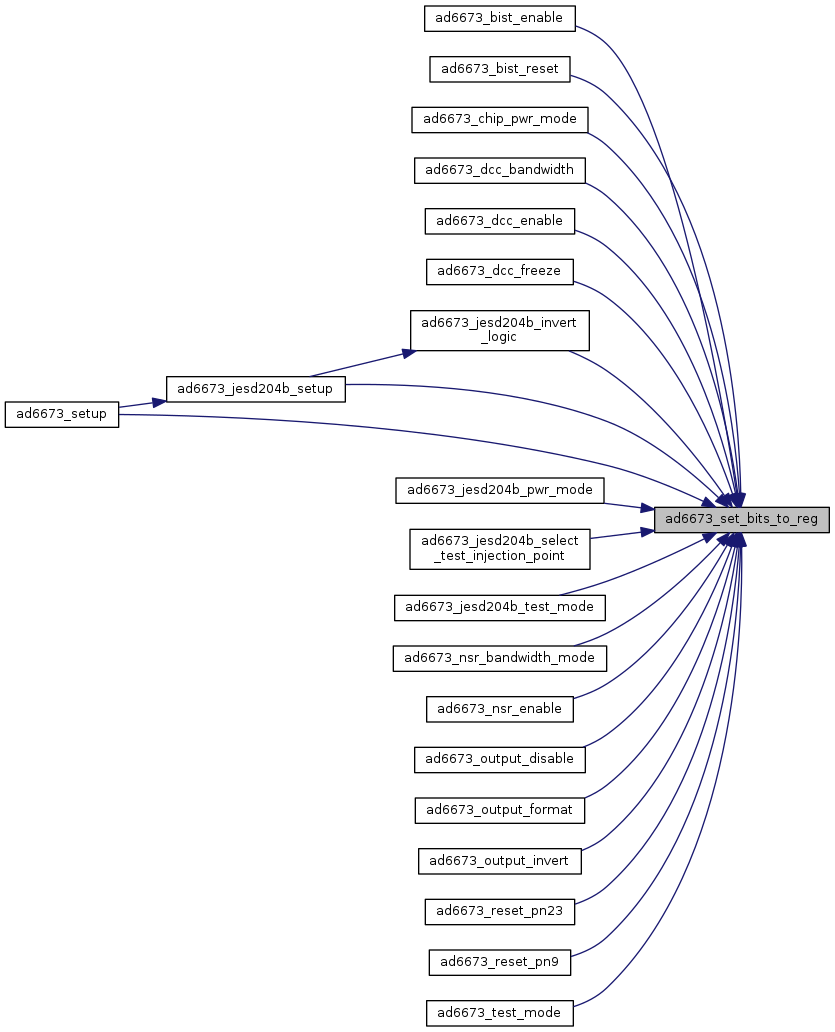 ad6673_bist_enable
ad6673_bist_reset
ad6673_chip_pwr_mode
ad6673_dcc_bandwidth
ad6673_dcc_enable
ad6673_dcc_freeze
ad6673_jesd204b_invert
_logic
ad6673_jesd204b_setup
ad6673_setup
ad6673_jesd204b_pwr_mode
ad6673_set_bits_to_reg
ad6673_jesd204b_select
_test_injection_point
ad6673_jesd204b_test_mode
ad6673_nsr_bandwidth_mode
ad6673_nsr_enable
ad6673_output_disable
ad6673_output_format
ad6673_output_invert
ad6673_reset_pn23
ad6673_reset_pn9
ad6673_test_mode